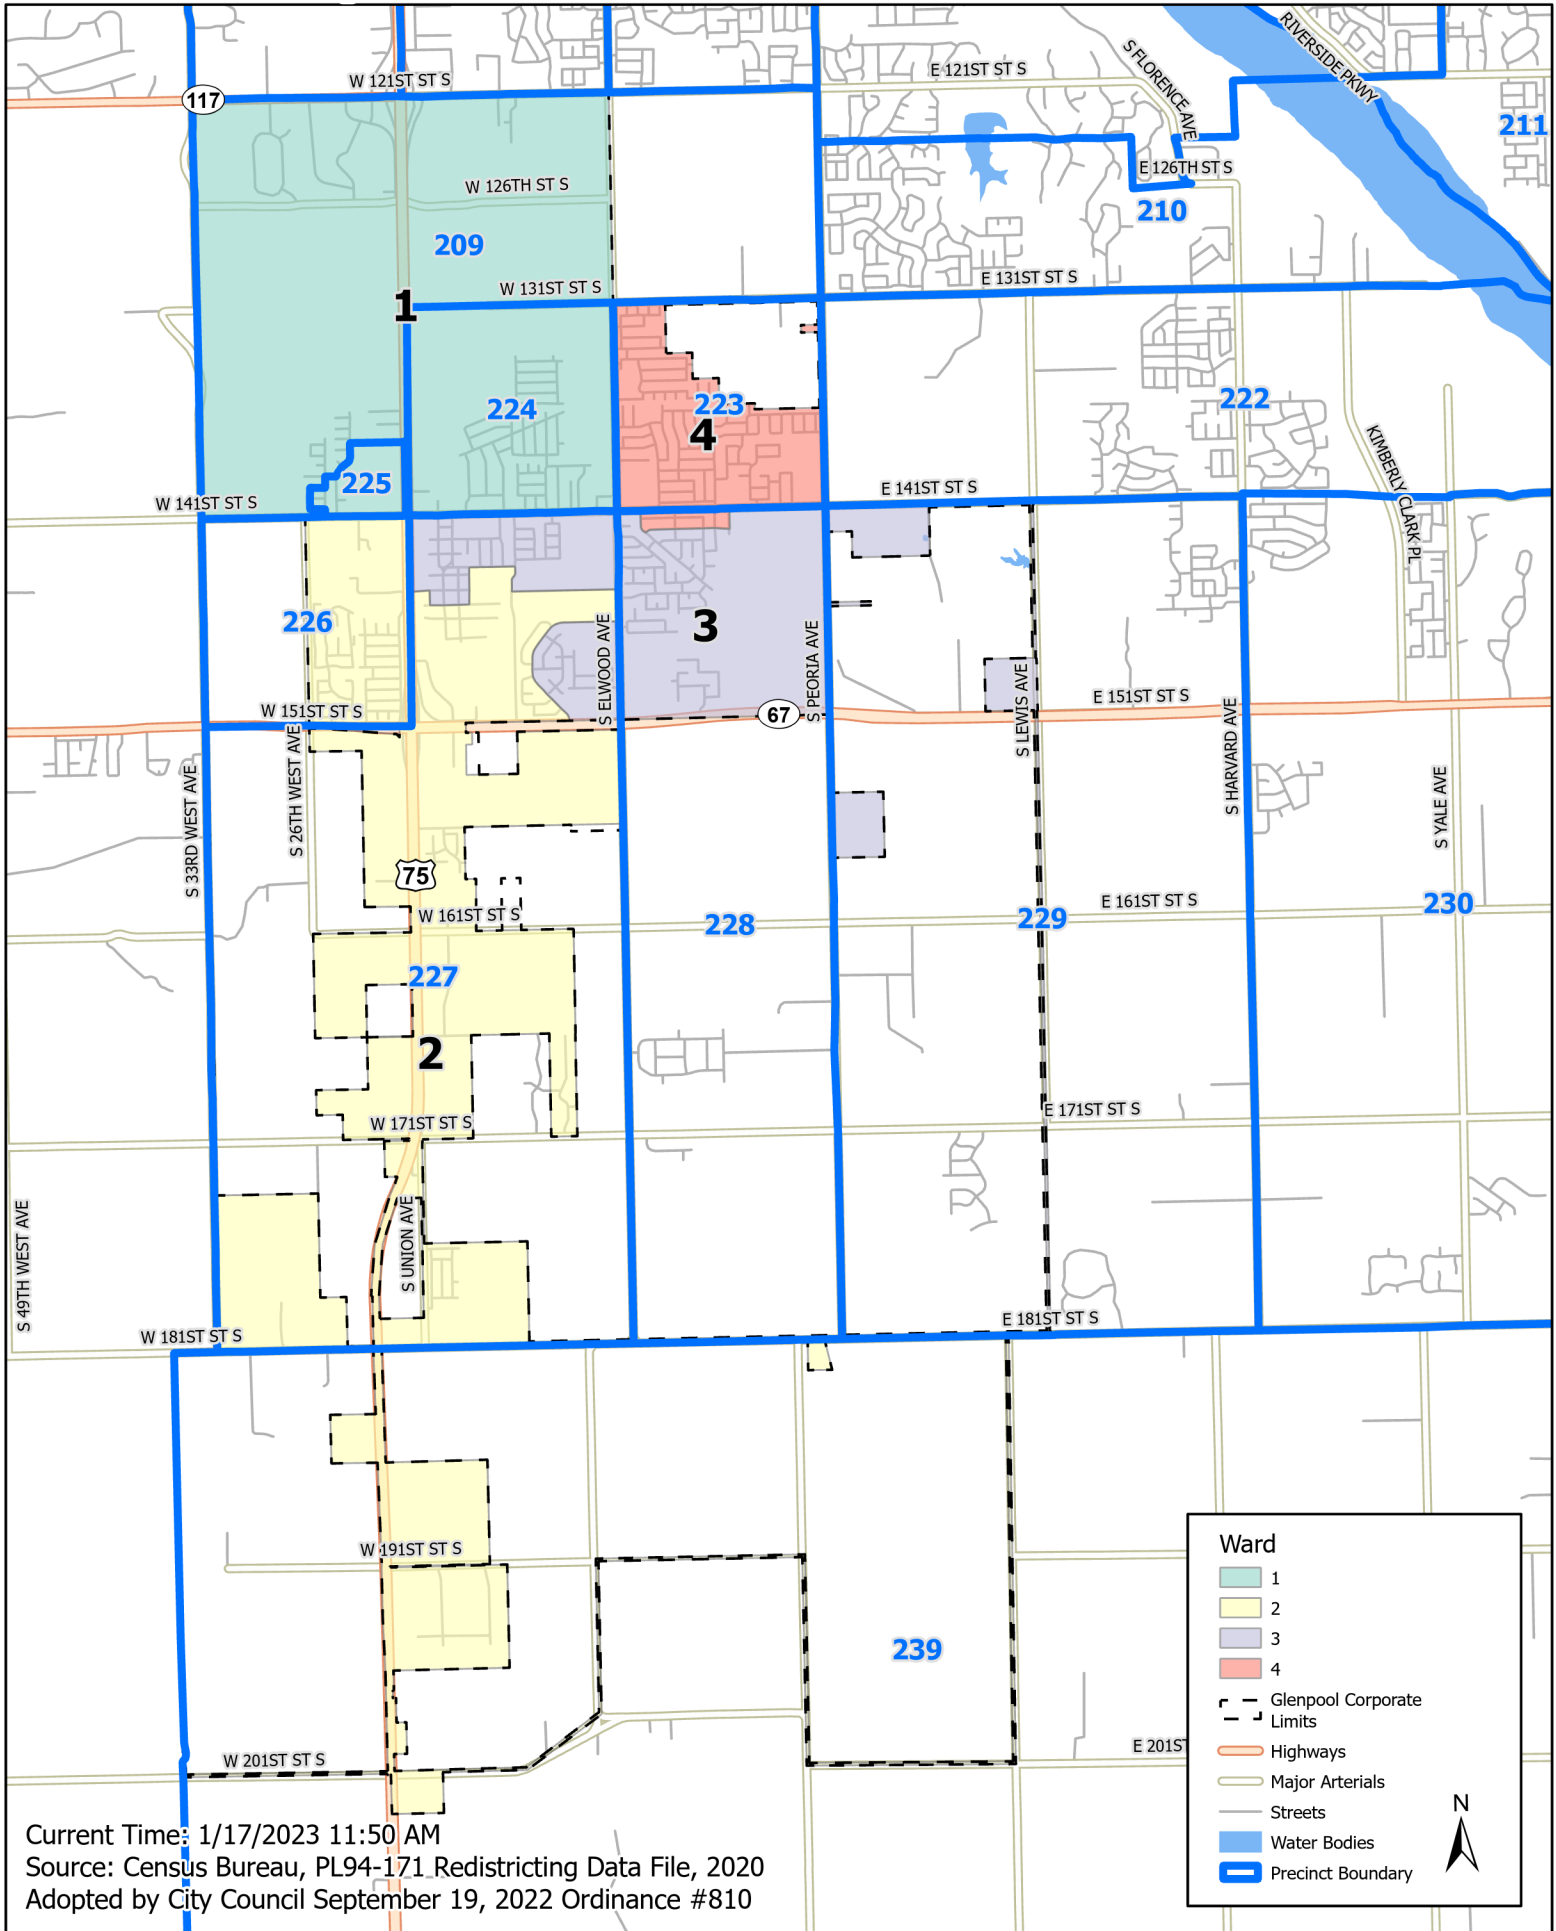 W 121ST ST S
E 121ST ST S
S FLORENCE AVE
RIVERSIDE PKWY
117
211
E 126TH ST S
W 126TH ST S
210
209
E 131ST ST S
W 131ST ST S
1
222
224
223
4
KIMBERLY CLARK PL
225
E 141ST ST S
W 141ST ST S
226
3
S ELWOOD AVE
S PEORIA AVE
S LEWIS AVE
E 151ST ST S
W 151ST ST S
67
S HARVARD AVE
S 26TH WEST AVE
S 33RD WEST AVE
S YALE AVE
75
E 161ST ST S
W 161ST ST S
230
229
228
227
2
E 171ST ST S
W 171ST ST S
S UNION AVE
S 49TH WEST AVE
E 181ST ST S
W 181ST ST S
W 191ST ST S
239
E 201ST
W 201ST ST S
Ward
1
2
3
4
Glenpool Corporate
Limits
Highways
Major Arterials
Streets
Water Bodies
Precinct Boundary
N
Current Time: 1/17/2023 11:50 AM
Source: Census Bureau, PL94-171 Redistricting Data File, 2020
Adopted by City Council September 19, 2022 Ordinance #810